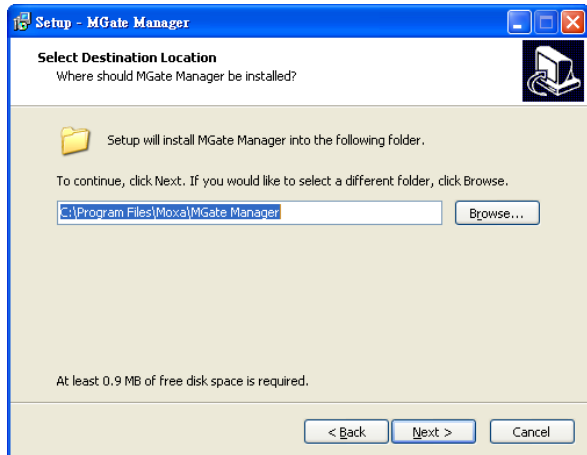 Setup - MGate Manager
Select Destination Location
Where should MGate Manager be installed?
Setup will install MGate Manager into the following folder.
To continue, click Next. If you would like to select a different folder, click Browse.
C:\Program Files\Moxa\MGate Manager
Browse...
At least 0.9 MB of free disk space is required.
< Back
Next >
Cancel